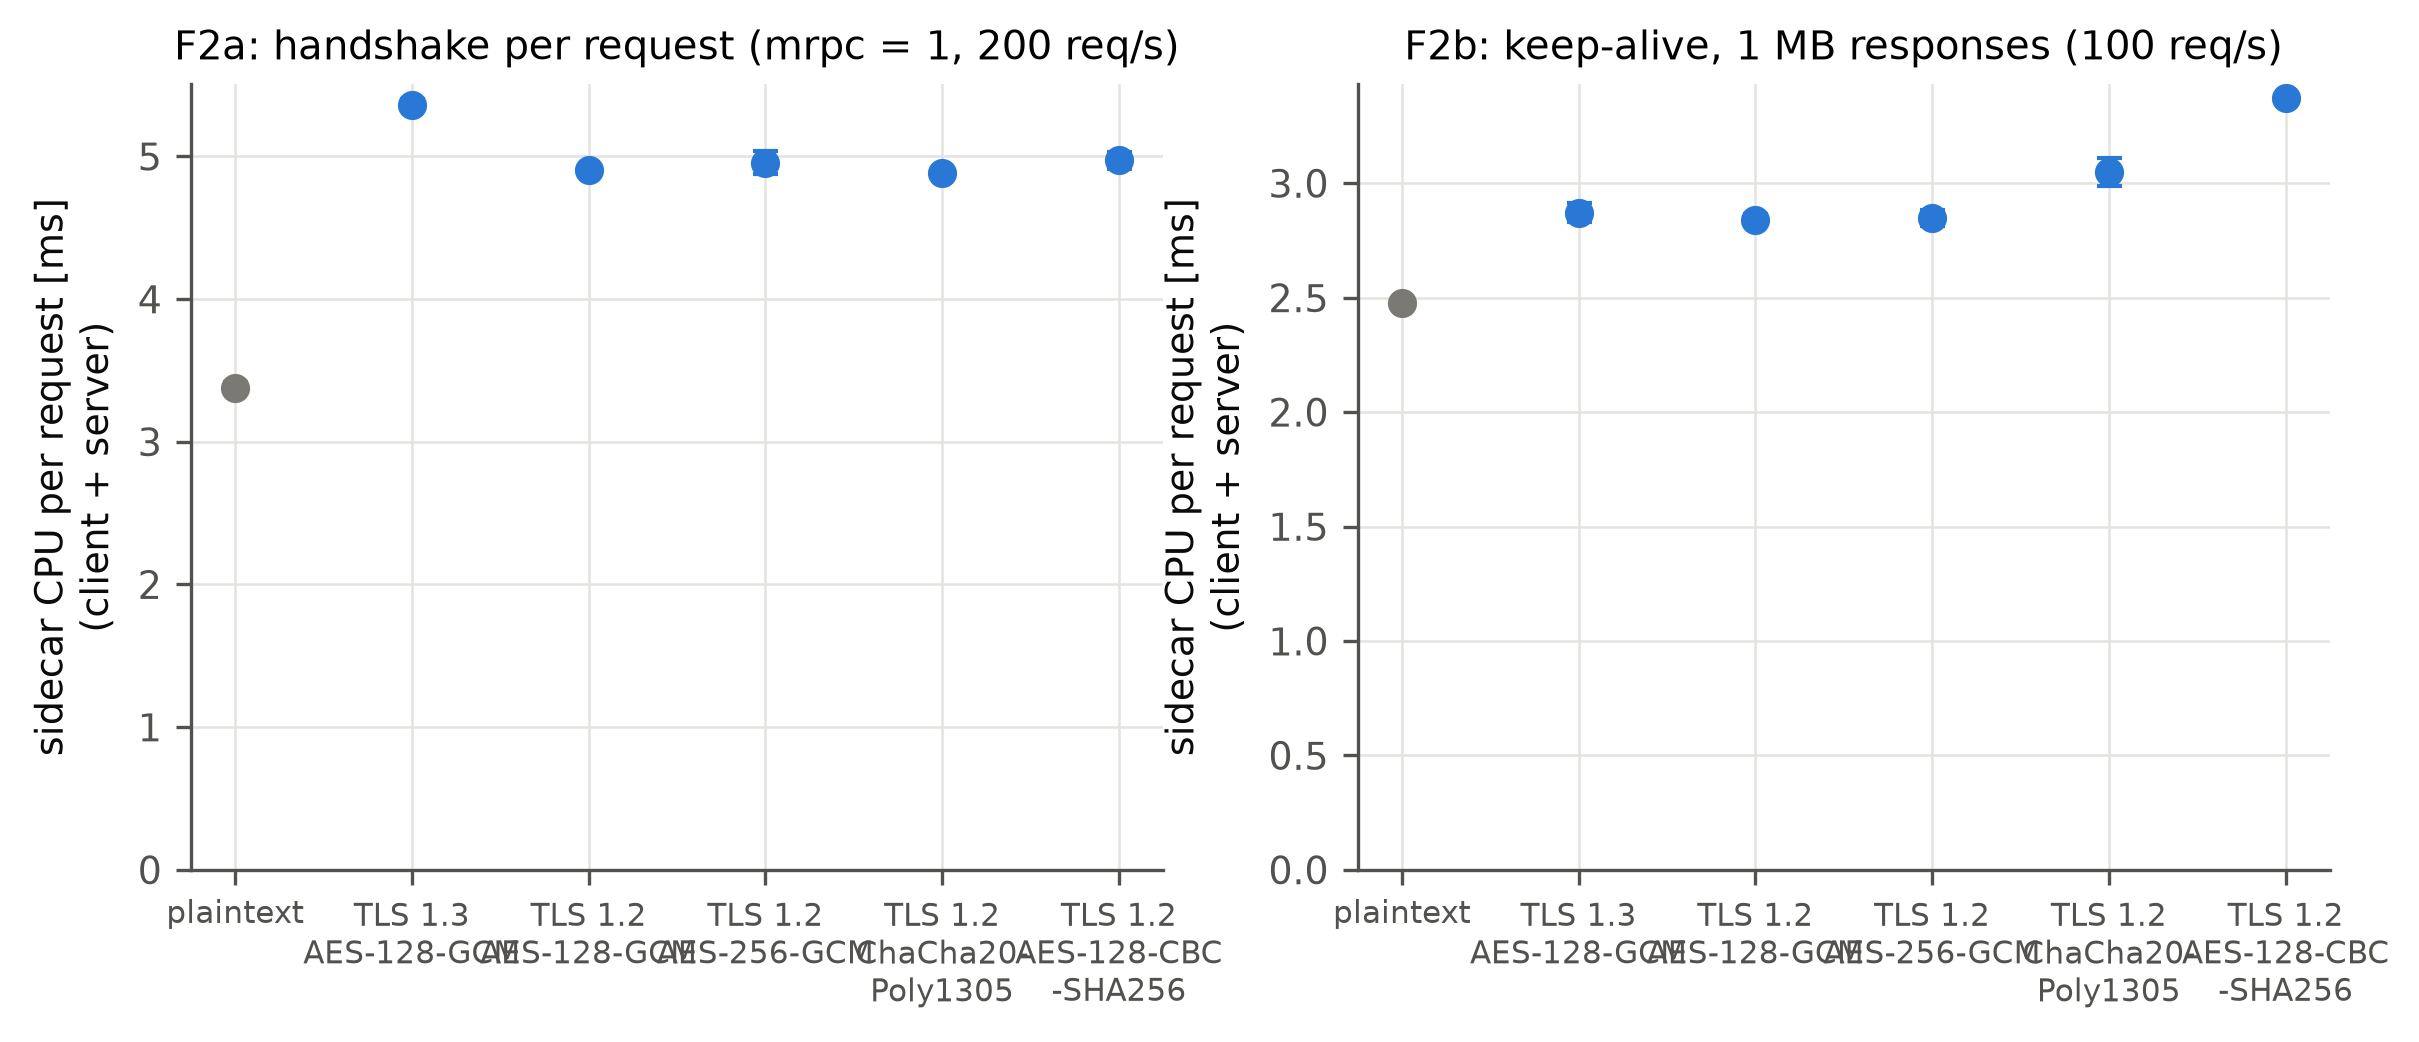 F2a: handshake per request (mrpc = 1, 200 req/s)
sidecar CPU per request [ms]
(client + server)
5
4
3
2
1
0
plaintext
TLS 1.3
AES-128-GCM
TLS 1.2
AES-128-GCM
TLS 1.2
AES-256-GCM
TLS 1.2
ChaCha20-
Poly1305
TLS 1.2
AES-128-CBC
-SHA256
F2b: keep-alive, 1 MB responses (100 req/s)
sidecar CPU per request [ms]
(client + server)
3.0
2.5
2.0
1.5
1.0
0.5
0.0
plaintext
TLS 1.3
AES-128-GCM
TLS 1.2
AES-128-GCM
TLS 1.2
AES-256-GCM
TLS 1.2
ChaCha20-
Poly1305
TLS 1.2
AES-128-CBC
-SHA256